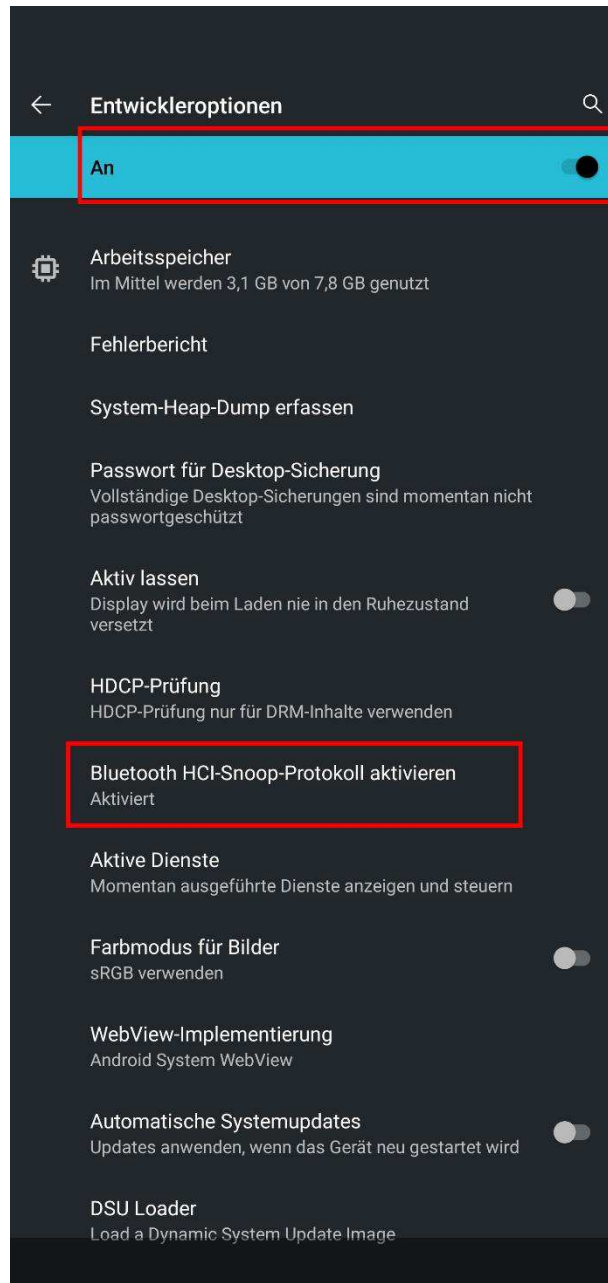 Entwickleroptionen
An
Arbeitsspeicher
Im Mittel werden 3,1 GB von 7,8 GB genutzt
Fehlerbericht
System-Heap-Dump erfassen
Passwort für Desktop-Sicherung
Vollständige Desktop-Sicherungen sind momentan nicht
passwortgeschützt
Aktiv lassen
Display wird beim Laden nie in den Ruhezustand
versetzt
HDCP-Prüfung
HDCP-Prüfung nur für DRM-Inhalte verwenden
Bluetooth HCI-Snoop-Protokoll aktivieren
Aktiviert
Aktive Dienste
Momentan ausgeführte Dienste anzeigen und steuern
Farbmodus für Bilder
sRGB verwenden
WebView-Implementierung
Android System WebView
Automatische Systemupdates
Updates anwenden, wenn das Gerät neu gestartet wird
DSU Loader
Load a Dynamic System Update Image